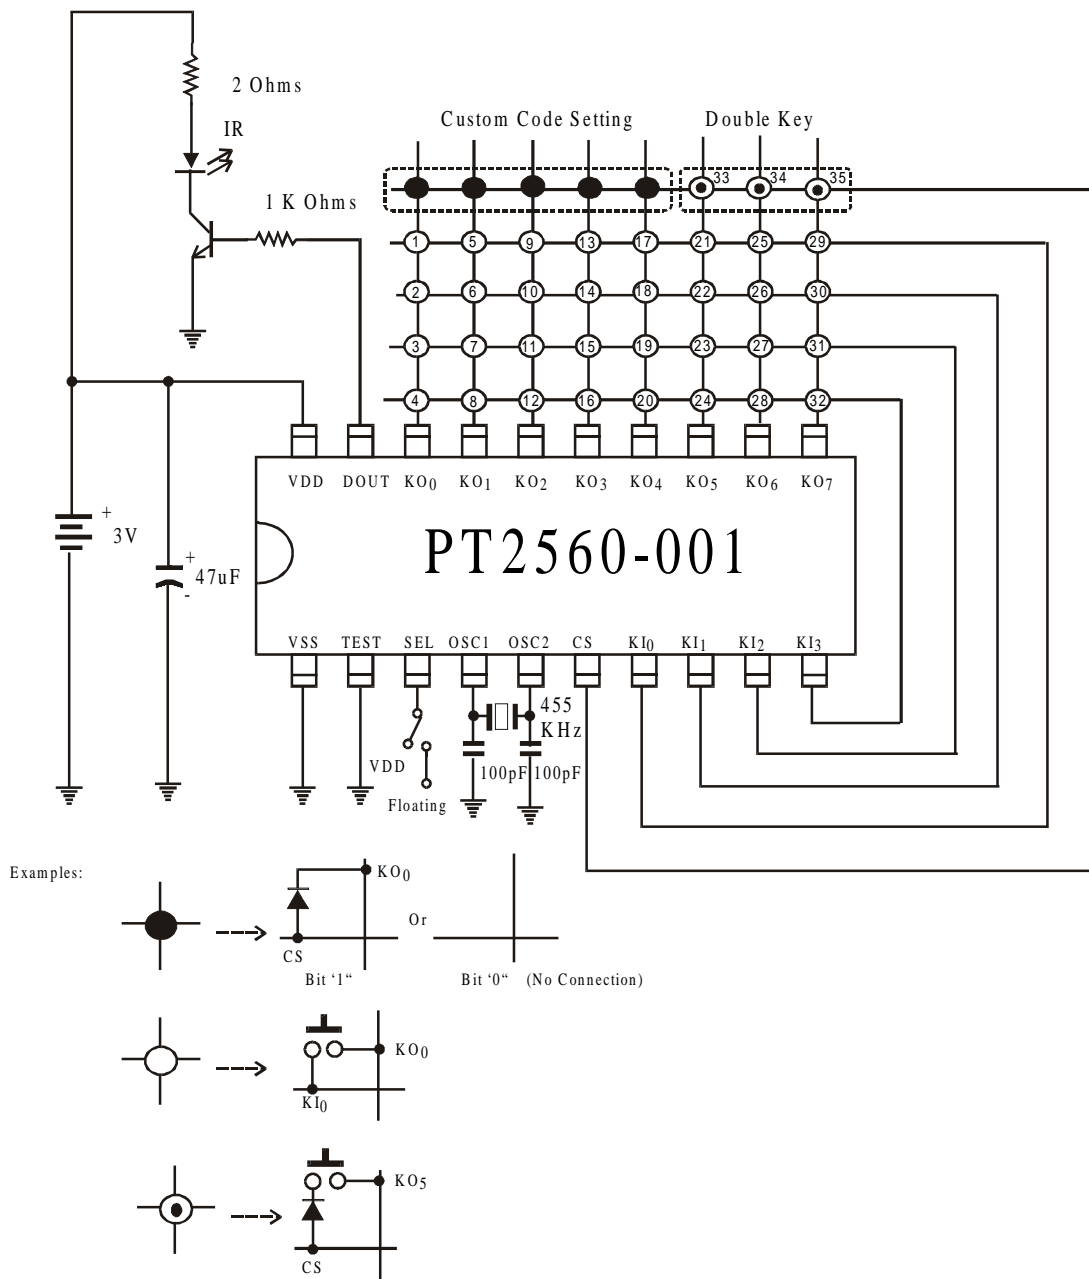 2 Ohms
IR
1 K Ohms
Custom Code Setting
Double Key
33 34 35
1 5 9 13 17 21 25 29
2 6 10 14 18 22 26 30
3 7 11 15 19 23 27 31
4 8 12 16 20 24 28 32
VDD DOUT KO0 KO1 KO2 KO3 KO4 KO5 KO6 KO7
PT2560-001
+
3V
+
47uF
-
VSS TEST SEL OSC1 OSC2 CS KI0 KI1 KI2 KI3
455
KHz
VDD
100pF 100pF
Floating
Examples:
KO0
Or
CS
Bit ‘1“
Bit ‘0“ (No Connection)
KO0
KI0
KO5
CS